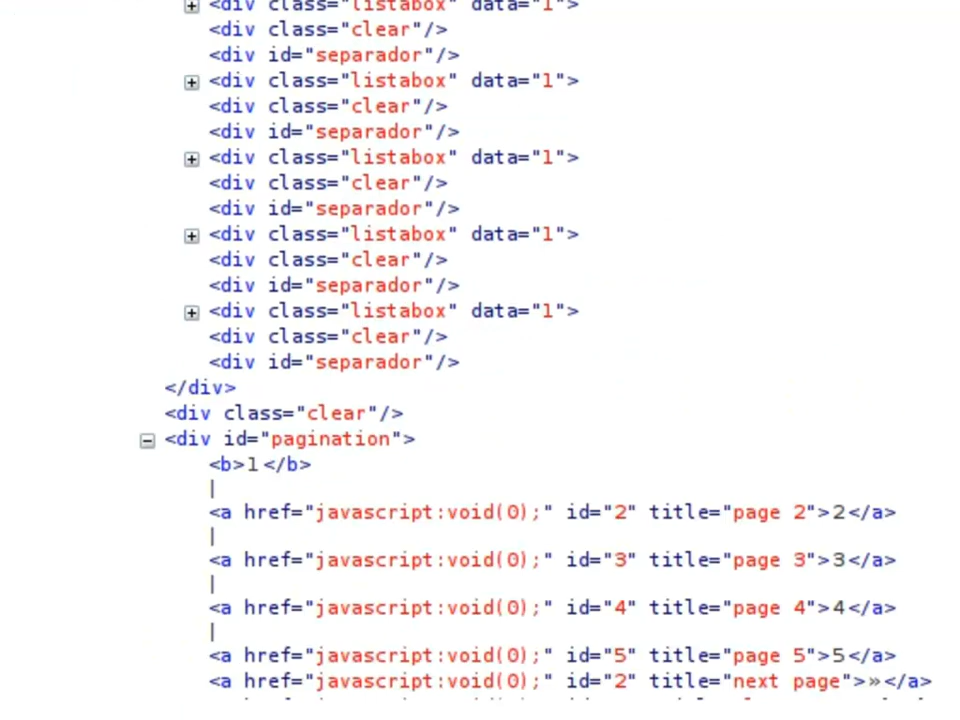 <div class="listabox" data="1">
<div class="clear"/>
<div id="separador"/>
<div class="listabox" data="1">
<div class="clear"/>
<div id="separador"/>
<div class="listabox" data="1">
<div class="clear"/>
<div id="separador"/>
<div class="listabox" data="1">
<div class="clear"/>
<div id="separador"/>
<div class="listabox" data="1">
<div class="clear"/>
<div id="separador"/>
</div>
<div class="clear"/>
<div id="pagination">
<b>1</b>
|
<a href="javascript:void(0);" id="2" title="page 2">2</a>
|
<a href="javascript:void(0);" id="3" title="page 3">3</a>
|
<a href="javascript:void(0);" id="4" title="page 4">4</a>
|
<a href="javascript:void(0);" id="5" title="page 5">5</a>
<a href="javascript:void(0);" id="2" title="next page">»</a>